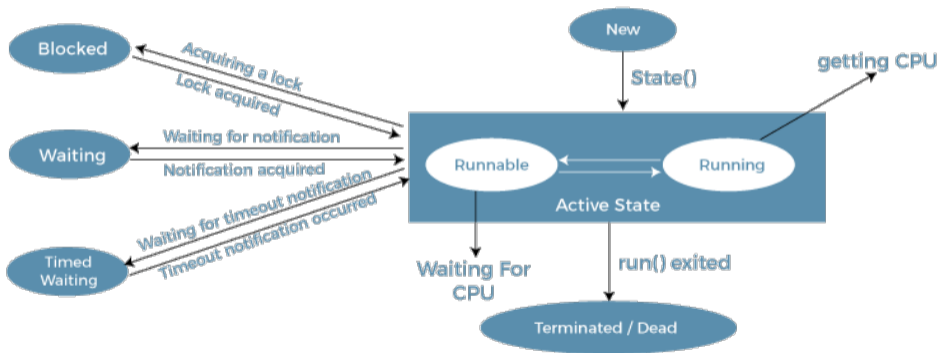 New
Blocked
Acquiring a lock
Lock acquired
State()
getting CPU
Waiting for notification
Waiting
Notification acquired
Runnable
Running
Active State
Waiting for timeout notification
Timeout notification occurred
Timed
Waiting
Waiting For
CPU
run() exited
Terminated / Dead